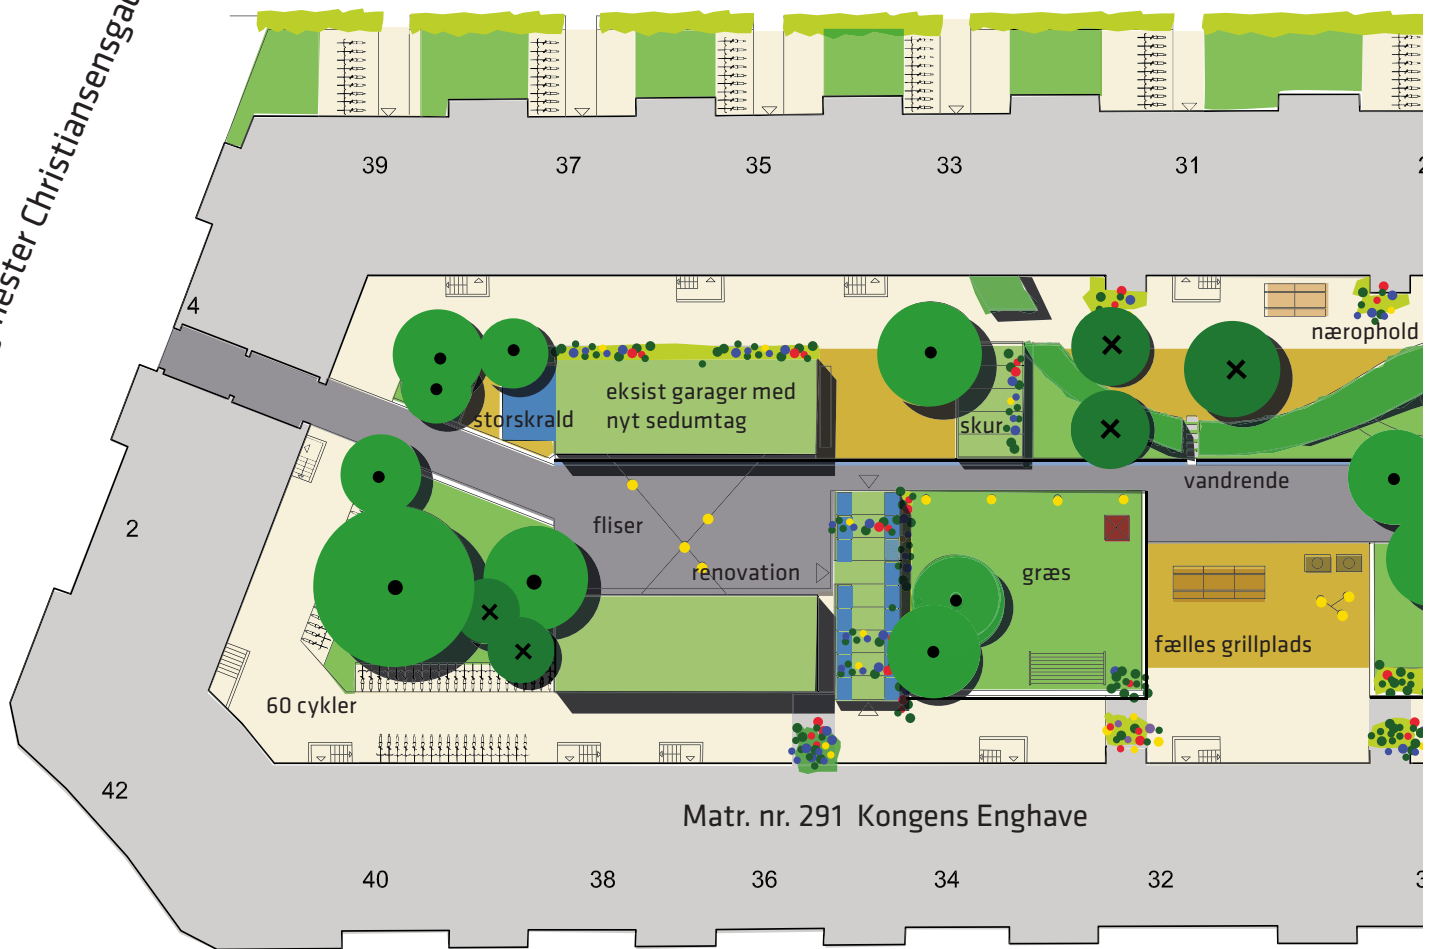 39
37
35
33
31
4
nærophold
eksist garager med
nyt sedumtag
storskrald
skur
vandrende
2
fliser
renovation
græs
fælles grillplads
60 cykler
42
Matr. nr. 291 Kongens Enghave
40
38
36
34
32